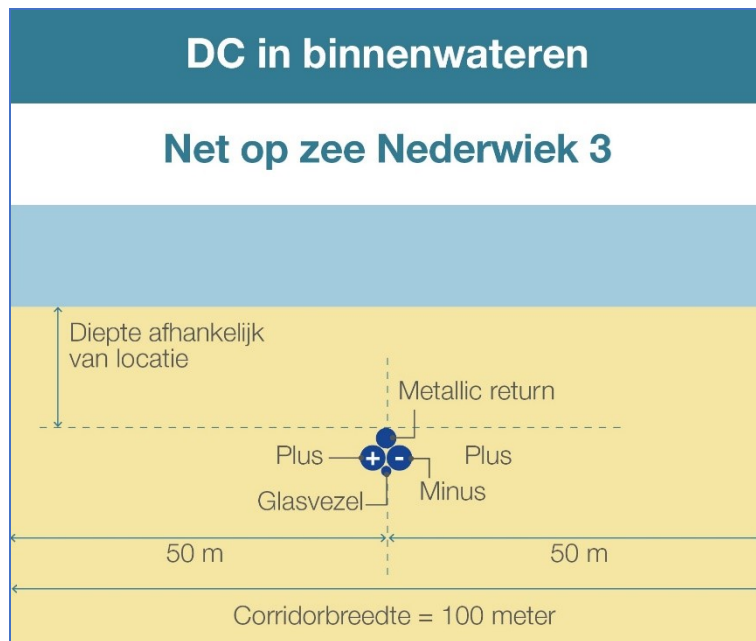 DC in binnenwateren
Net op zee Nederwiek 3
Diepte afhankelijk
van locatie
Metallic return
Plus
+
-
Plus
Glasvezel
Minus
50 m
50 m
Corridorbreedte = 100 meter